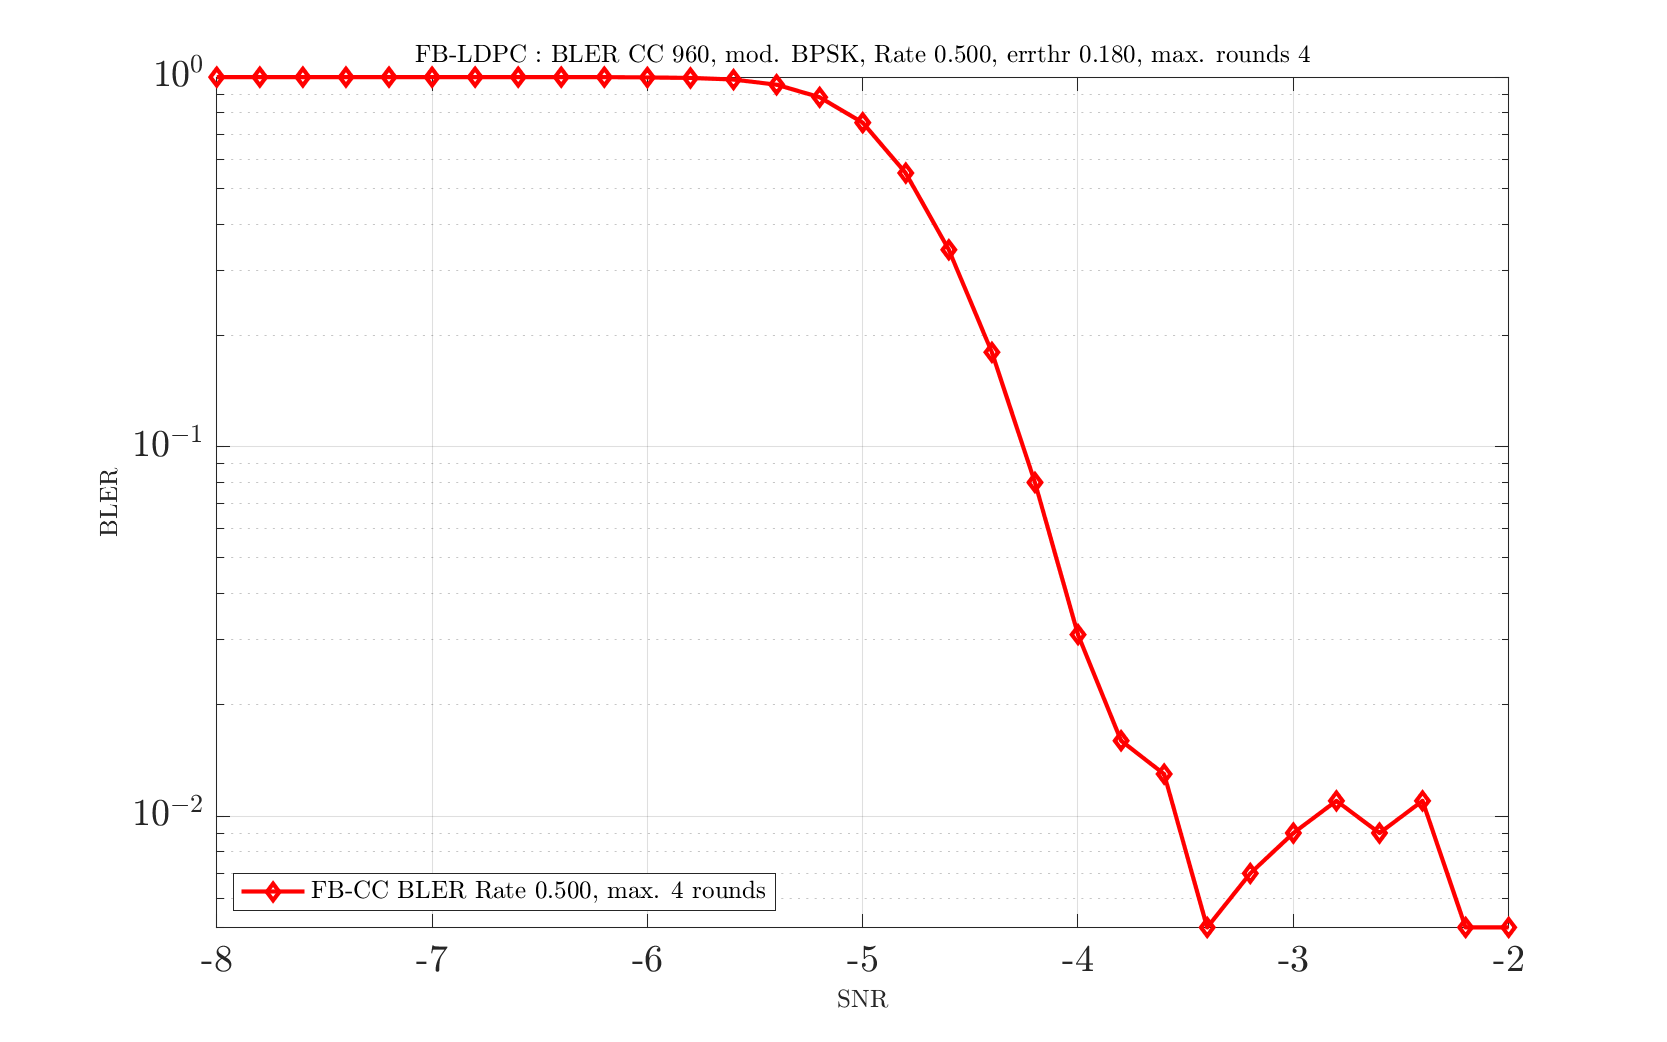 FB-LDPC : BLER CC 960, mod. BPSK, Rate 0.500, errthr 0.180, max. rounds 4
10⁰
10⁻¹
BLER
10⁻²
FB-CC BLER Rate 0.500, max. 4 rounds
-8 -7 -6 -5 -4 -3 -2
SNR